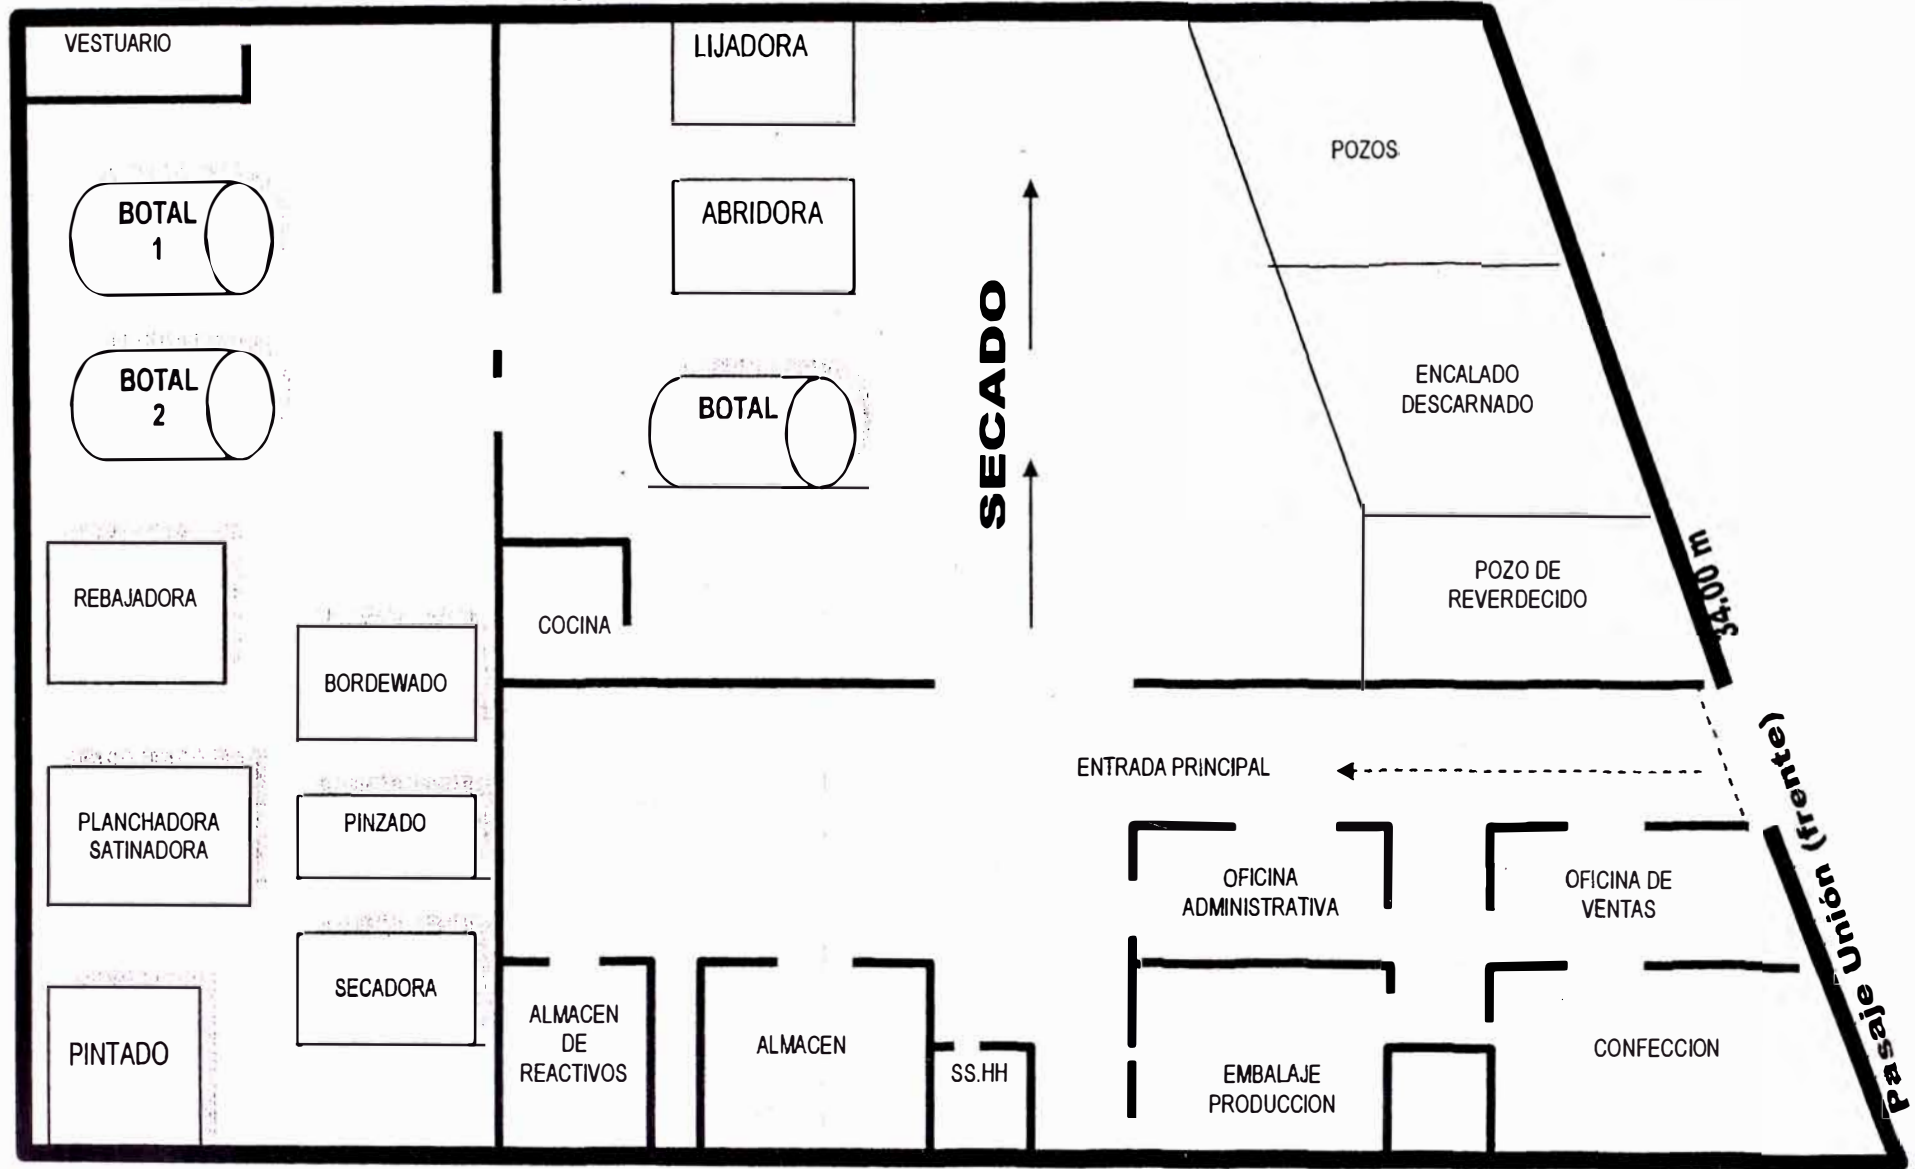 VESTUARIO
LIJADORA
POZOS
BOTAL
1
ABRIDORA
SECADO
BOTAL
2
BOTAL
ENCALADO
DESCARNADO
REBAJADORA
COCINA
POZO DE
REVERDECIDO
34.00 m
BORDEWADO
ENTRADA PRINCIPAL
Pasaje Unión (frente)
PLANCHADORA
SATINADORA
PINZADO
OFICINA
ADMINISTRATIVA
OFICINA DE
VENTAS
SECADORA
PINTADO
ALMACEN
DE
REACTIVOS
ALMACEN
SS.HH
EMBALAJE
PRODUCCION
CONFECCION